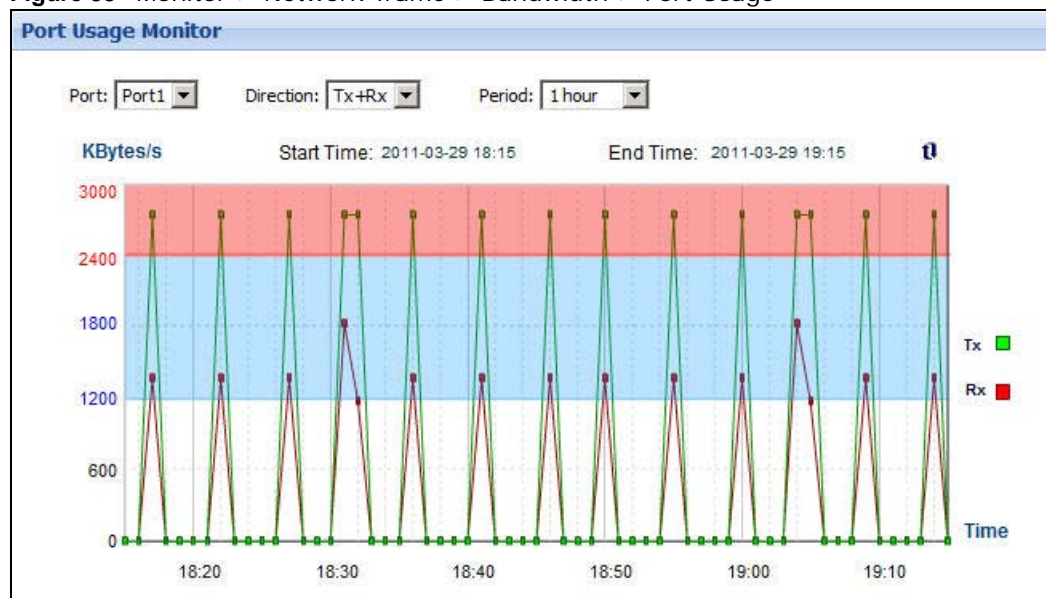 Port Usage Monitor
Port: Port1 Direction: Tx+Rx Period: 1 hour
KBytes/s Start Time: 2011-03-29 18:15 End Time: 2011-03-29 19:15
3000
2400
1800
1200
600
0
Tx
Rx
Time
18:20 18:30 18:40 18:50 19:00 19:10